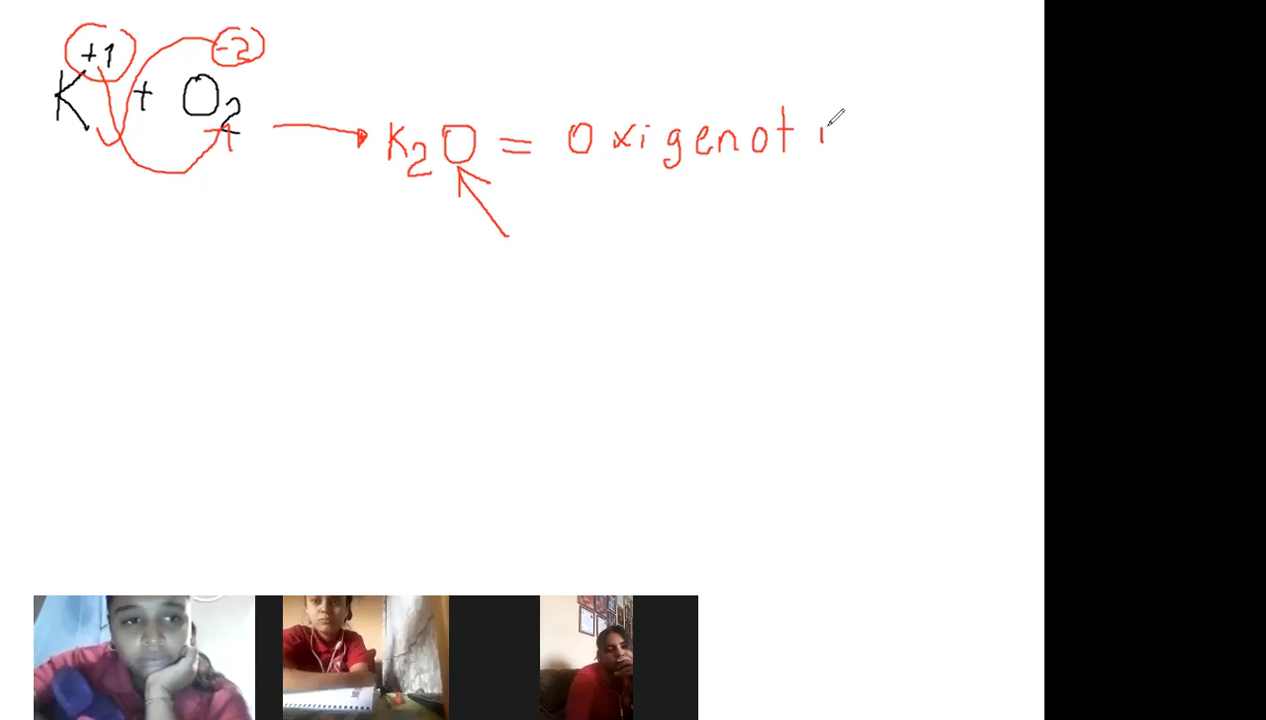 K+1 + O2-2
K2O = Oxigenot